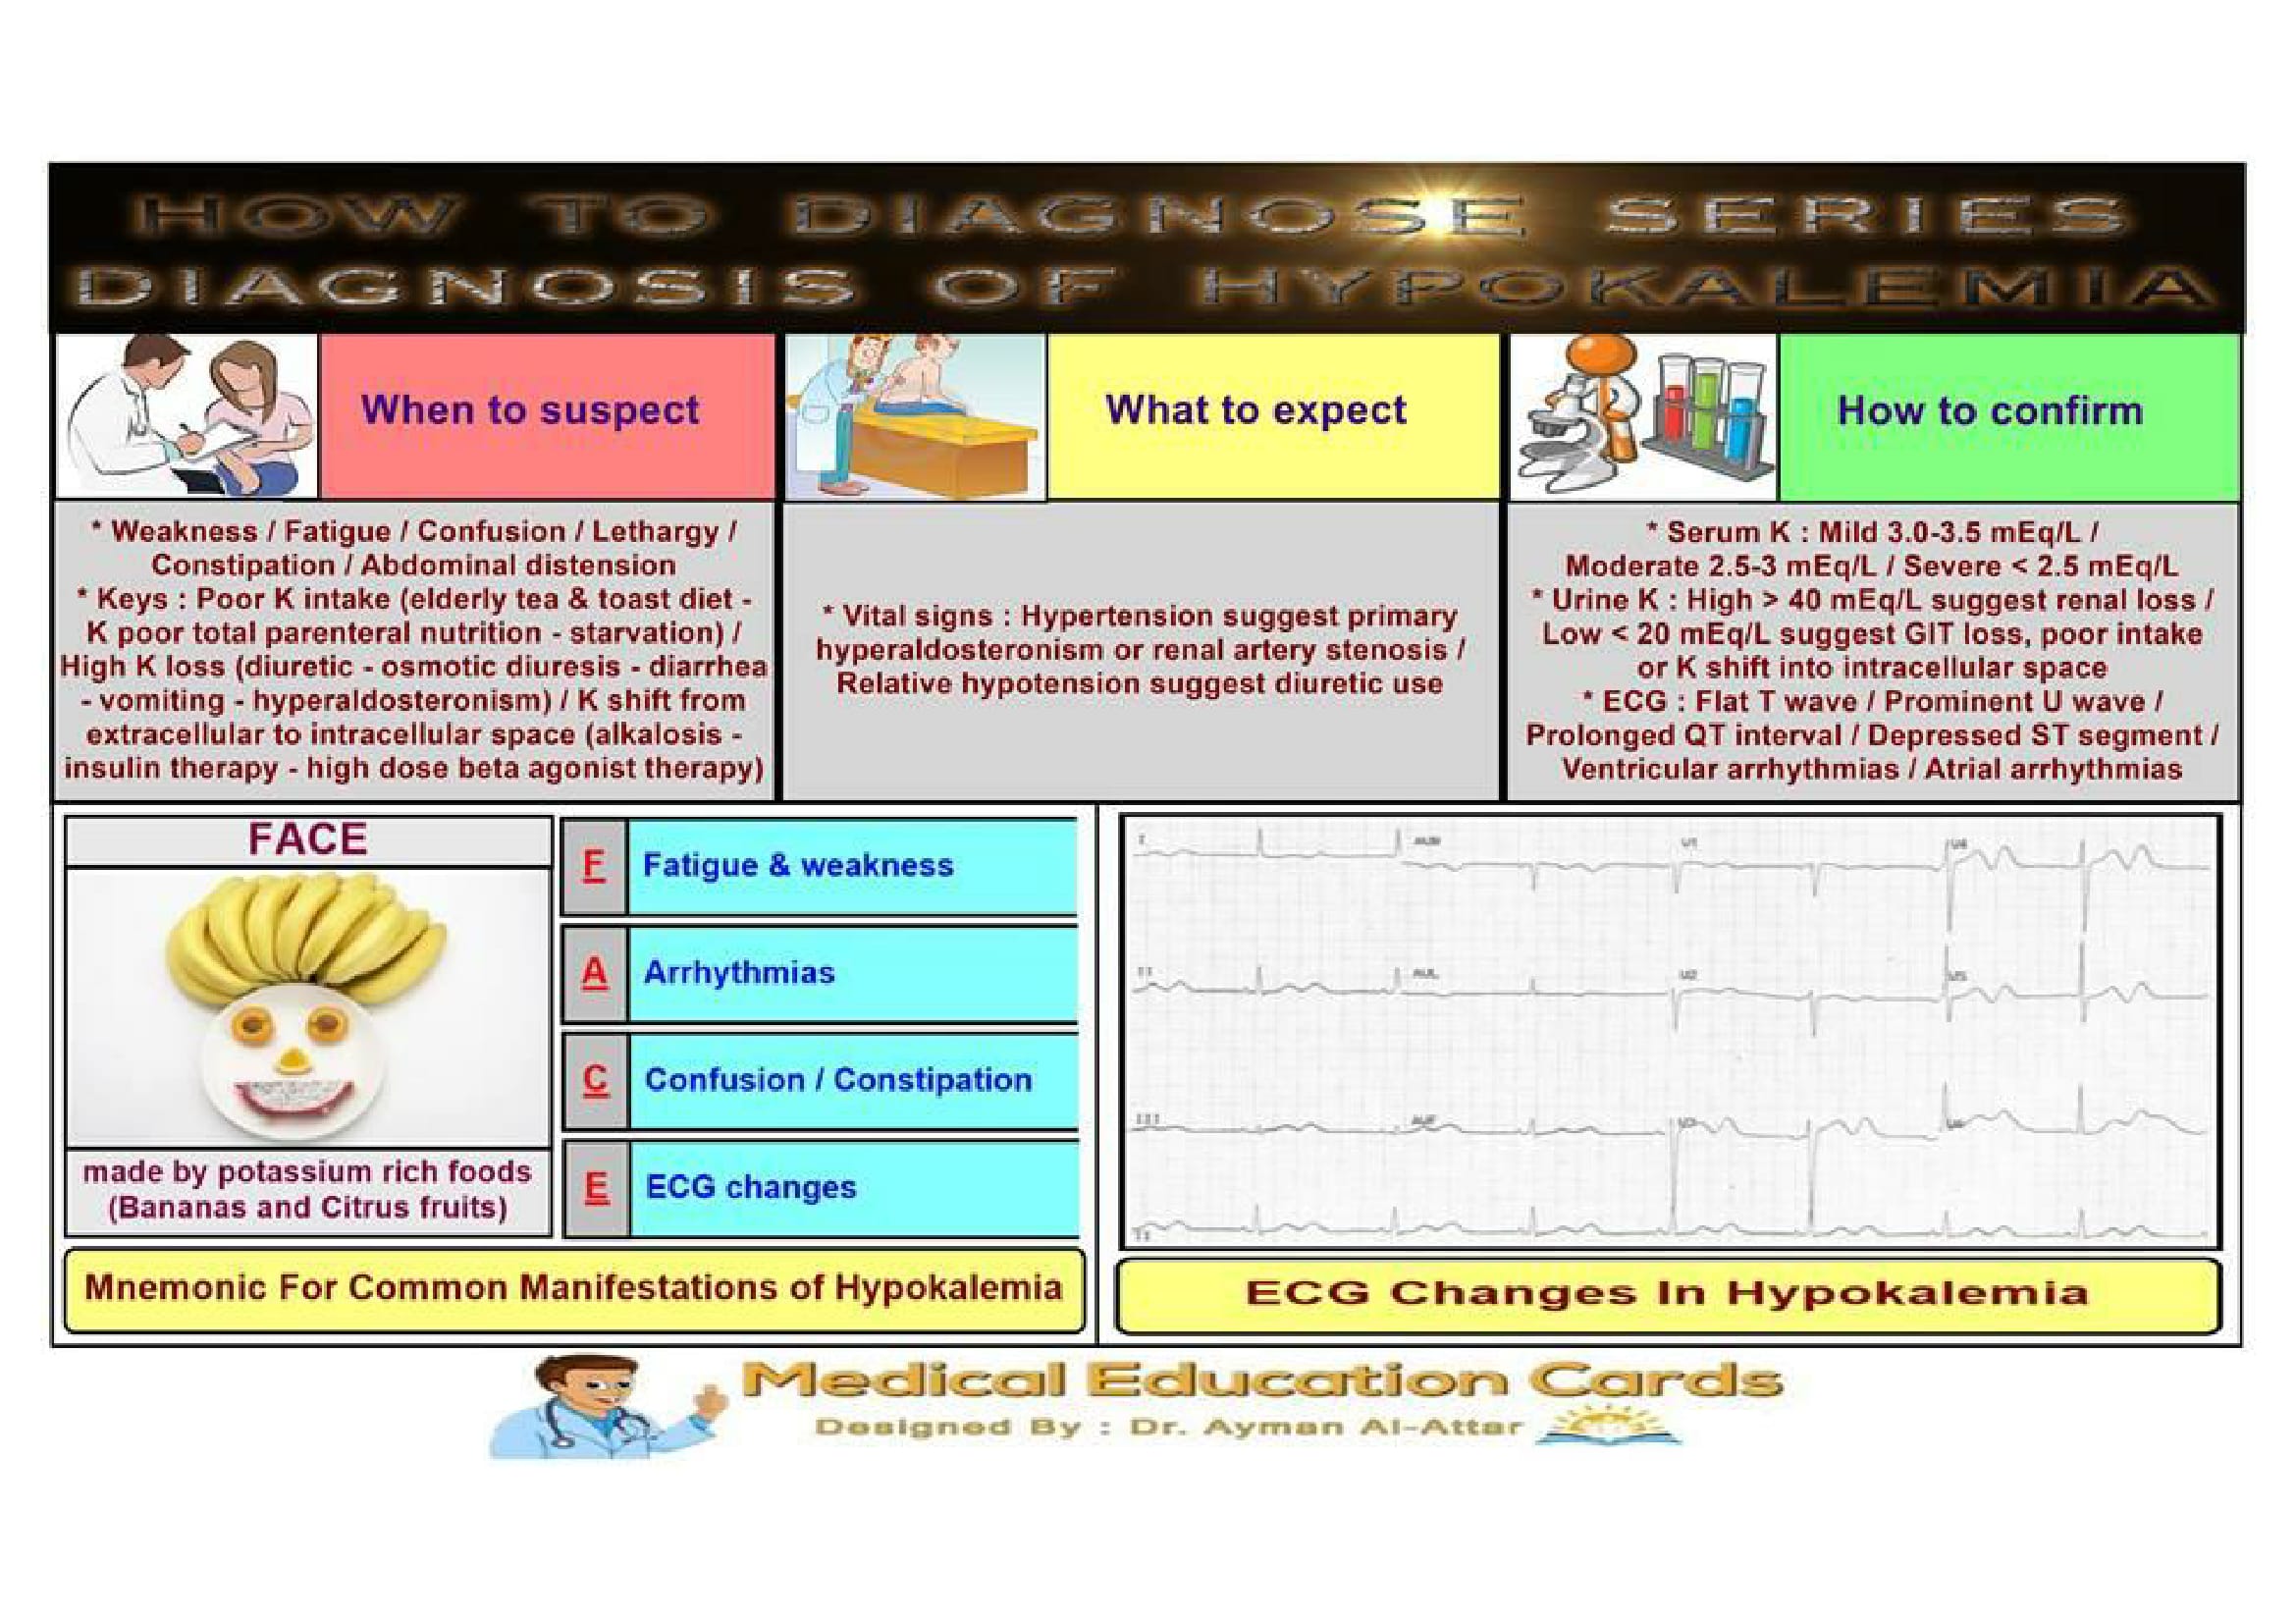 HOW TO DIAGNOSE SERIES
DIAGNOSIS OF HYPOKALEMIA
When to suspect
* Weakness / Fatigue / Confusion / Lethargy /
Constipation / Abdominal distension
* Keys : Poor K intake (elderly tea & toast diet -
K poor total parenteral nutrition - starvation) /
High K loss (diuretic - osmotic diuresis - diarrhea
- vomiting - hyperaldosteronism) / K shift from
extracellular to intracellular space (alkalosis -
insulin therapy - high dose beta agonist therapy)
What to expect
* Vital signs : Hypertension suggest primary
hyperaldosteronism or renal artery stenosis /
Relative hypotension suggest diuretic use
How to confirm
* Serum K : Mild 3.0-3.5 mEq/L /
Moderate 2.5-3 mEq/L / Severe < 2.5 mEq/L
* Urine K : High > 40 mEq/L suggest renal loss /
Low < 20 mEq/L suggest GIT loss, poor intake
or K shift into intracellular space
* ECG : Flat T wave / Prominent U wave /
Prolonged QT interval / Depressed ST segment /
Ventricular arrhythmias / Atrial arrhythmias
FACE
made by potassium rich foods
(Bananas and Citrus fruits)
F Fatigue & weakness
A Arrhythmias
C Confusion / Constipation
E ECG changes
Mnemonic For Common Manifestations of Hypokalemia
I AUR V1 V4
II AUL V2 V5
III AUF V3 V6
II
ECG Changes In Hypokalemia
Medical Education Cards
Designed By : Dr. Ayman Al-Attar